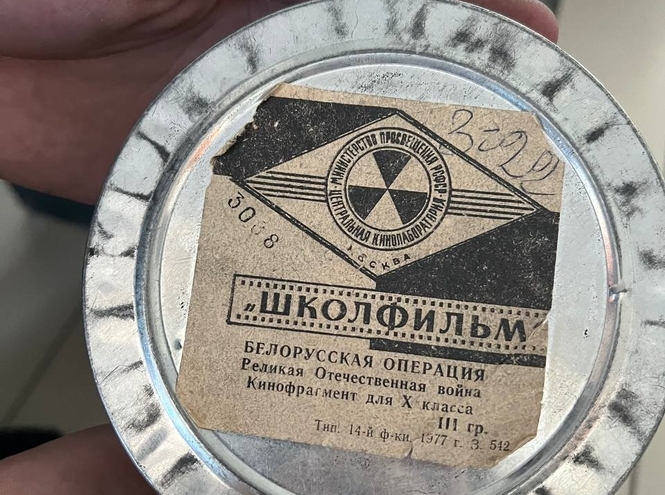 МИНИСТЕРСТВО ПРОСВЕЩЕНИЯ РСФСР
ЦЕНТРАЛЬНАЯ КИНОЛАБОРАТОРИЯ
МОСКВА
„ШКОЛФИЛЬМ
БЕЛОРУССКАЯ ОПЕРАЦИЯ
Реликая Отечественная война
Кинофрагмент для X класса
III гр.
Тип. 14-й ф-ки, 1977 г. З. 542